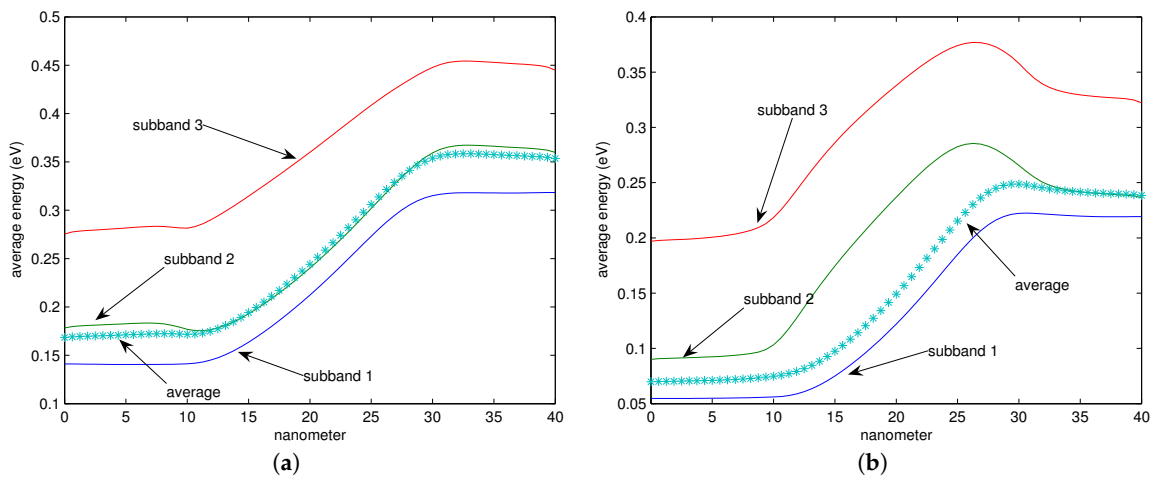 0.5
0.45
0.4
0.35
0.3
0.25
0.2
0.15
0.1
average energy (eV)
subband 3
subband 2
subband 1
average
0 5 10 15 20 25 30 35 40
nanometer
(a)
0.4
0.35
0.3
0.25
0.2
0.15
0.1
0.05
average energy (eV)
subband 3
average
subband 2
subband 1
0 5 10 15 20 25 30 35 40
nanometer
(b)